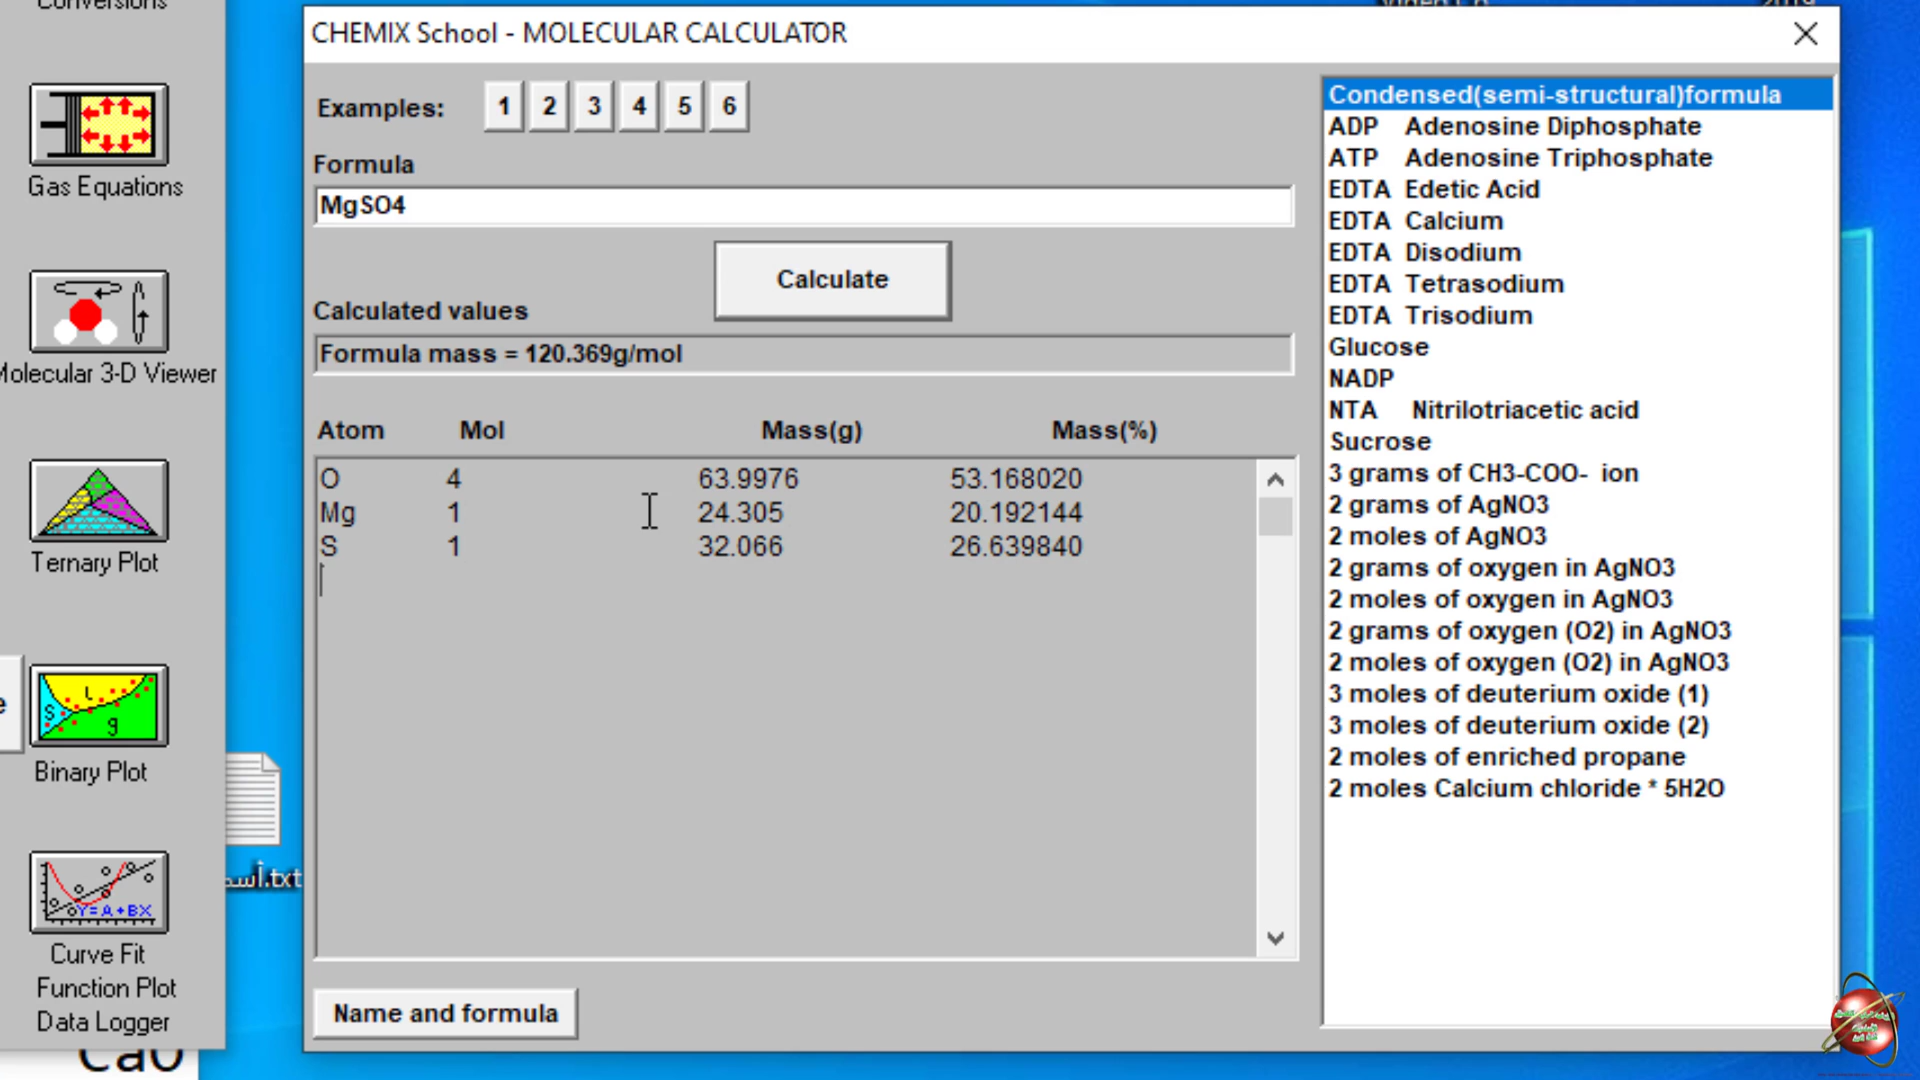 Conversions
Gas Equations
Molecular 3-D Viewer
Ternary Plot
S L g
Binary Plot
Y=A+BX
Curve Fit
Function Plot
Data Logger
CaO
.txt
2019
CHEMIX School - MOLECULAR CALCULATOR
Examples: 1 2 3 4 5 6
Formula
MgSO4
Calculate
Calculated values
Formula mass = 120.369g/mol
Atom Mol Mass(g) Mass(%)
O 4 63.9976 53.168020
Mg 1 24.305 20.192144
S 1 32.066 26.639840
Name and formula
Condensed(semi-structural)formula
ADP Adenosine Diphosphate
ATP Adenosine Triphosphate
EDTA Edetic Acid
EDTA Calcium
EDTA Disodium
EDTA Tetrasodium
EDTA Trisodium
Glucose
NADP
NTA Nitrilotriacetic acid
Sucrose
3 grams of CH3-COO- ion
2 grams of AgNO3
2 moles of AgNO3
2 grams of oxygen in AgNO3
2 moles of oxygen in AgNO3
2 grams of oxygen (O2) in AgNO3
2 moles of oxygen (O2) in AgNO3
3 moles of deuterium oxide (1)
3 moles of deuterium oxide (2)
2 moles of enriched propane
2 moles Calcium chloride * 5H2O